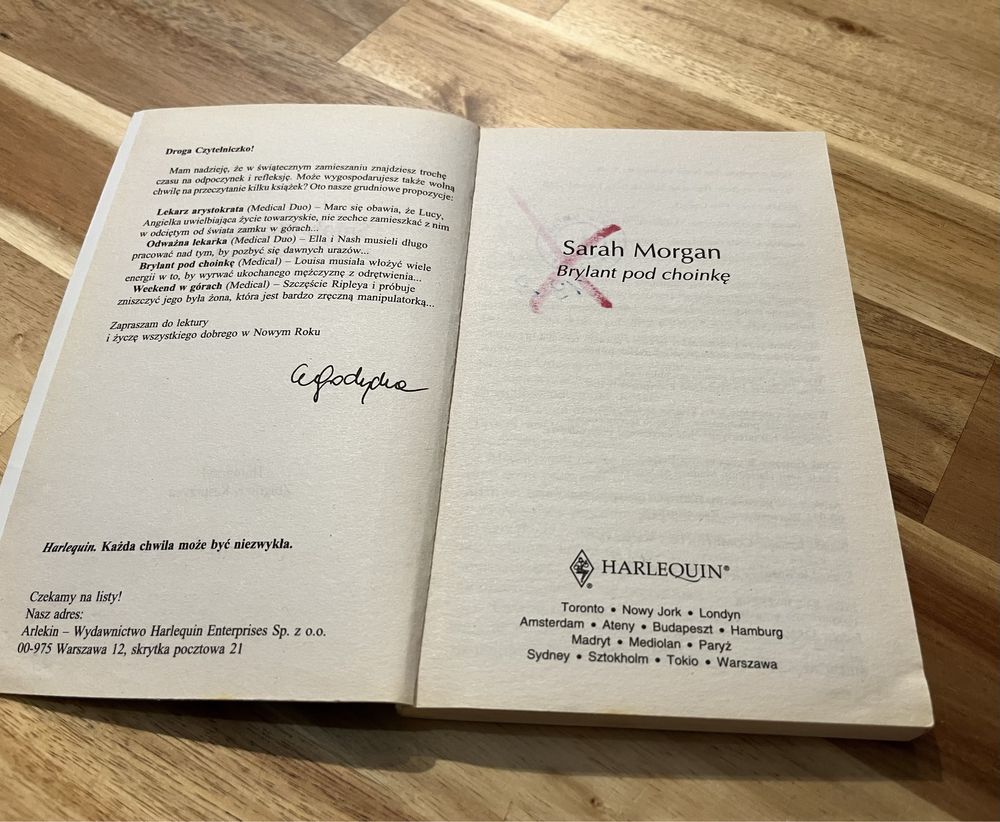 Droga Czytelniczko!
Mam nadzieję, że w świątecznym zamieszaniu znajdziesz trochę
czasu na odpoczynek i refleksję. Może wygospodarujesz także wolną
chwilę na przeczytanie kilku książek? Oto nasze grudniowe propozycje:
Lekarz arystokrata (Medical Duo) – Marc się obawia, że Lucy,
Angielka uwielbiająca życie towarzyskie, nie zechce zamieszkać z nim
w odciętym od świata zamku w górach...
Odważna lekarka (Medical Duo) – Ella i Nash musieli długo
pracować nad tym, by pozbyć się dawnych urazów...
Brylant pod choinkę (Medical) – Louisa musiała włożyć wiele
energii w to, by wyrwać ukochanego mężczyznę z odrętwienia...
Weekend w górach (Medical) – Szczęście Ripleya i próbuje
zniszczyć jego była żona, która jest bardzo zręczną manipulatorką...
Zapraszam do lektury
i życzę wszystkiego dobrego w Nowym Roku
Harlequin. Każda chwila może być niezwykła.
Czekamy na listy!
Nasz adres:
Arlekin – Wydawnictwo Harlequin Enterprises Sp. z o.o.
00-975 Warszawa 12, skrytka pocztowa 21
Sarah Morgan
Brylant pod choinkę
HARLEQUIN®
Toronto • Nowy Jork • Londyn
Amsterdam • Ateny • Budapeszt • Hamburg
Madryt • Mediolan • Paryż
Sydney • Sztokholm • Tokio • Warszawa